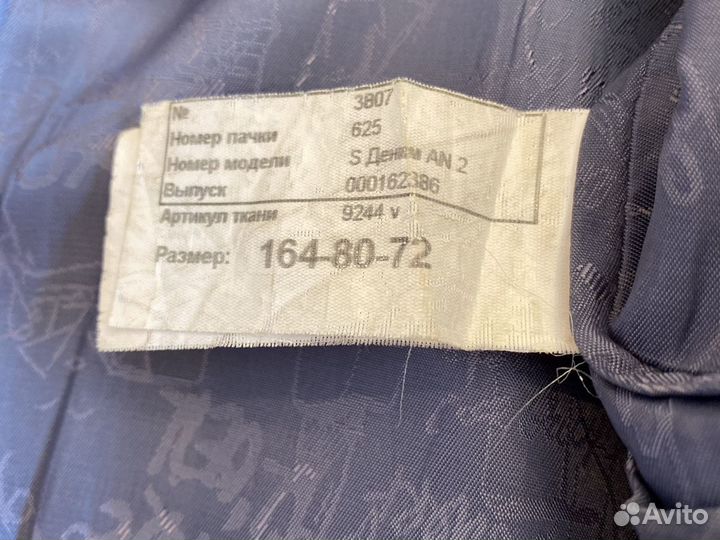 № 3807
Номер пачки 625
Номер модели S Деним AN 2
Выпуск 000162386
Артикул ткани 9244 v
Размер: 164-80-72
Avito